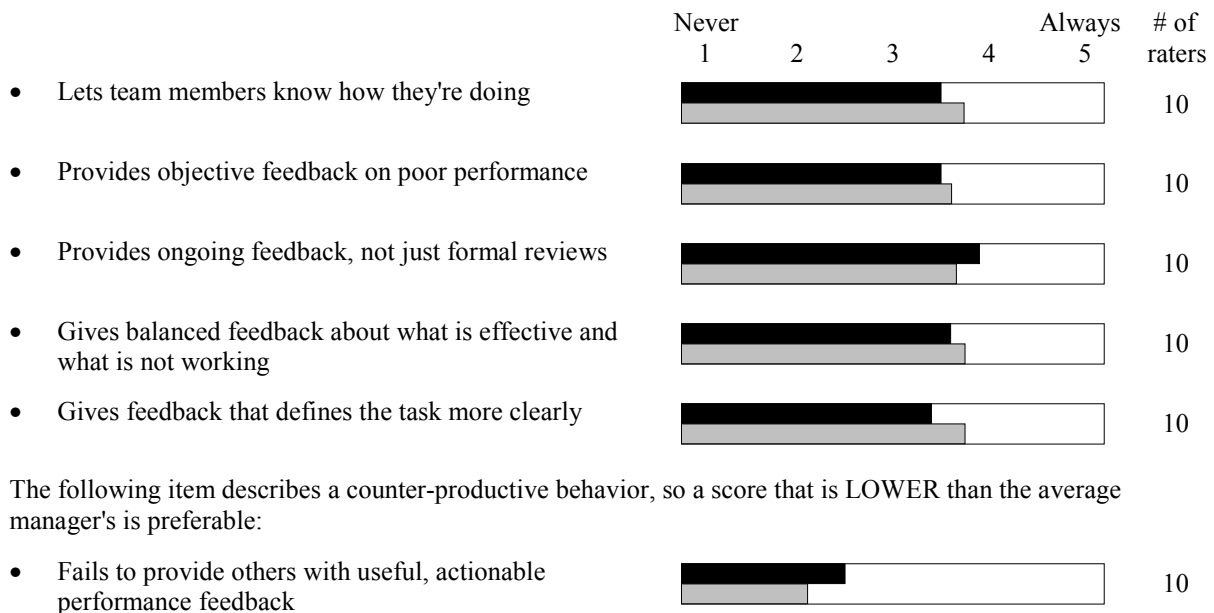 Never Always # of
1 2 3 4 5 raters
• Lets team members know how they're doing 10
• Provides objective feedback on poor performance 10
• Provides ongoing feedback, not just formal reviews 10
• Gives balanced feedback about what is effective and
what is not working 10
• Gives feedback that defines the task more clearly 10
The following item describes a counter-productive behavior, so a score that is LOWER than the average
manager's is preferable:
• Fails to provide others with useful, actionable
performance feedback 10